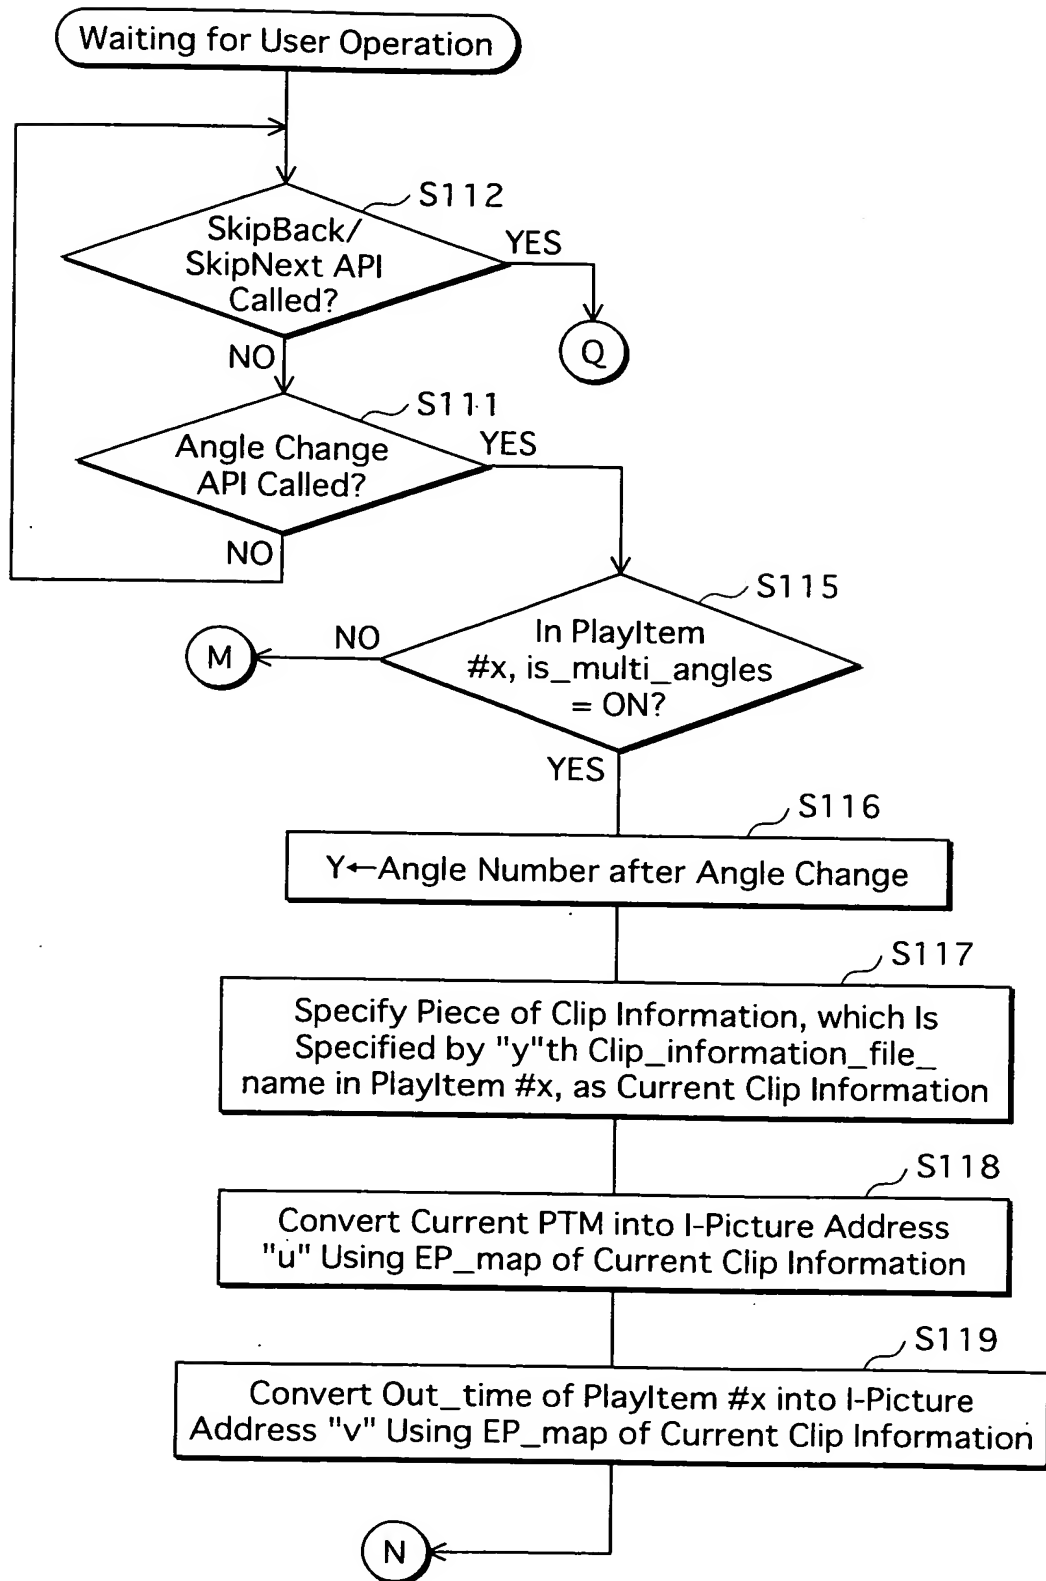 Waiting for User Operation
S112
SkipBack/
SkipNext API
Called?
YES
Q
NO
S111
Angle Change
API Called?
YES
NO
S115
In PlayItem
#x, is_multi_angles
= ON?
NO
M
YES
S116
Y←Angle Number after Angle Change
S117
Specify Piece of Clip Information, which Is
Specified by "y"th Clip_information_file_
name in PlayItem #x, as Current Clip Information
S118
Convert Current PTM into I-Picture Address
"u" Using EP_map of Current Clip Information
S119
Convert Out_time of PlayItem #x into I-Picture
Address "v" Using EP_map of Current Clip Information
N